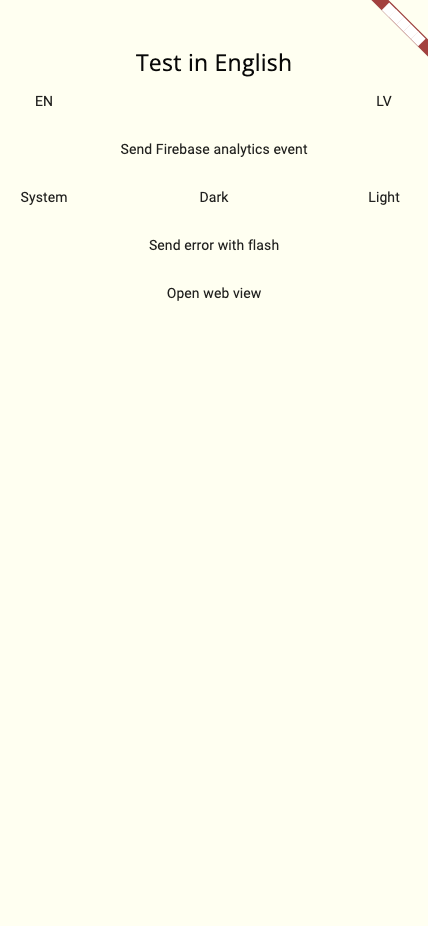 Test in English
EN LV
Send Firebase analytics event
System Dark Light
Send error with flash
Open web view